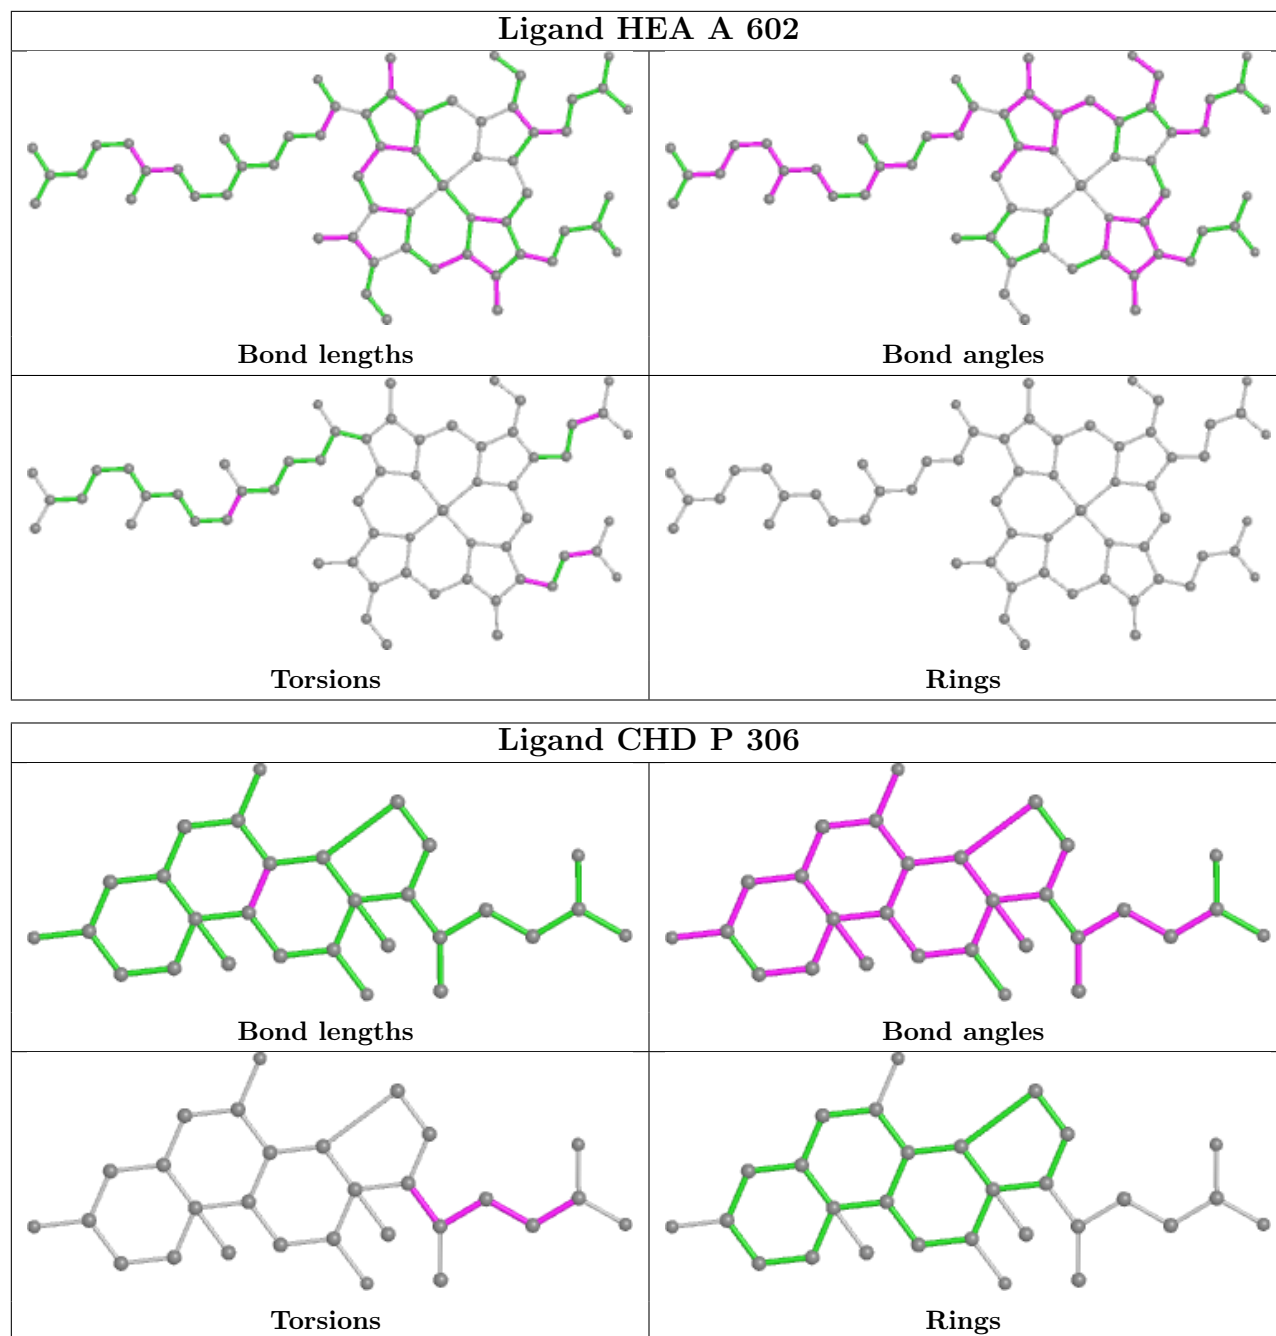 Ligand HEA A 602
Bond lengths
Bond angles
Torsions
Rings
Ligand CHD P 306
Bond lengths
Bond angles
Torsions
Rings